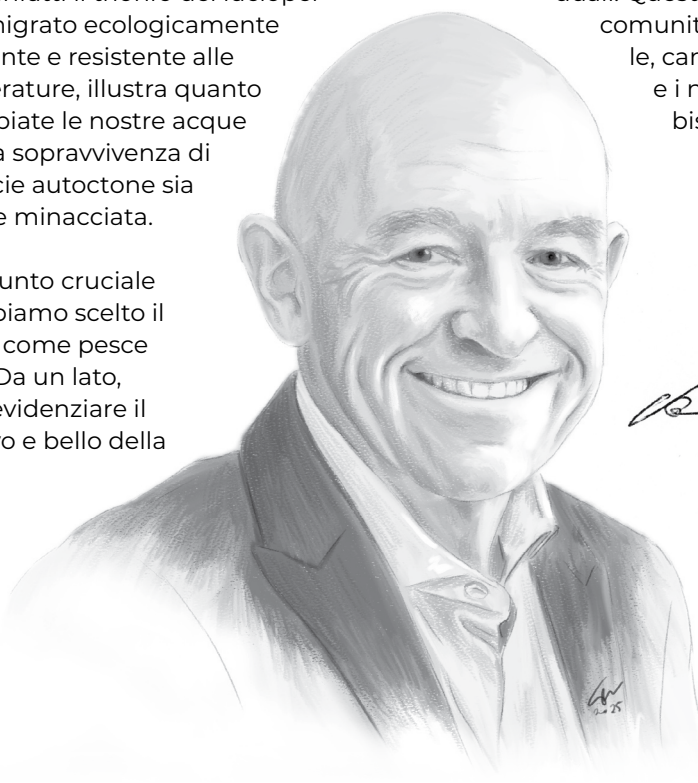 migrato ecologicamente
nte e resistente alle
erature, illustra quanto
biate le nostre acque
a sopravvivenza di
cie autoctone sia
e minacciata.
unto cruciale
biamo scelto il
come pesce
Da un lato,
evidenziare il
o e bello della
comunit
le, car
e i n
bis
2025